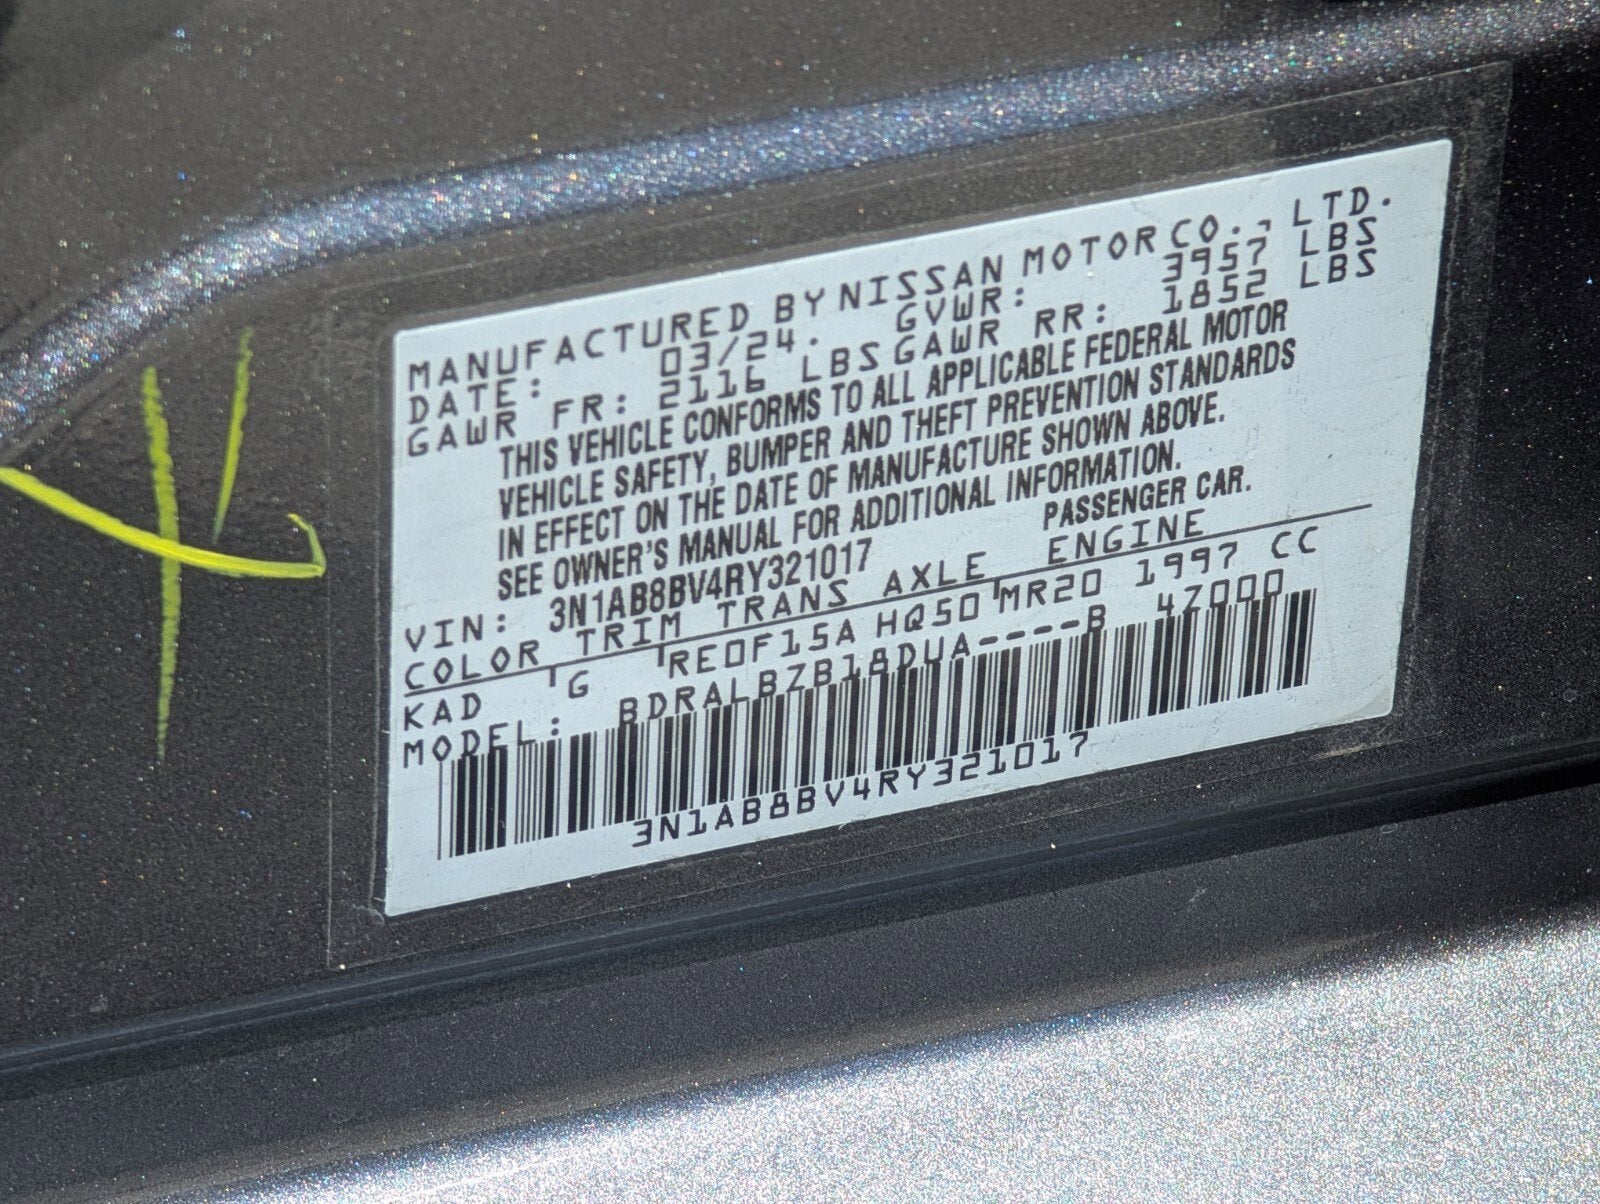 MANUFACTURED BY NISSAN MOTOR CO., LTD.
DATE: 03/24. GVWR: 3957 LBS
GAWR FR: 2116 LBS GAWR RR: 1852 LBS
THIS VEHICLE CONFORMS TO ALL APPLICABLE FEDERAL MOTOR
VEHICLE SAFETY, BUMPER AND THEFT PREVENTION STANDARDS
IN EFFECT ON THE DATE OF MANUFACTURE SHOWN ABOVE.
SEE OWNER'S MANUAL FOR ADDITIONAL INFORMATION.
VIN: 3N1AB8BV4RY321017 PASSENGER CAR.
COLOR TRIM TRANS AXLE ENGINE
KAD G RE0F15A HQ50 MR20 1997 CC
MODEL: BDRALBZB18DUA----B 47000
3N1AB8BV4RY321017